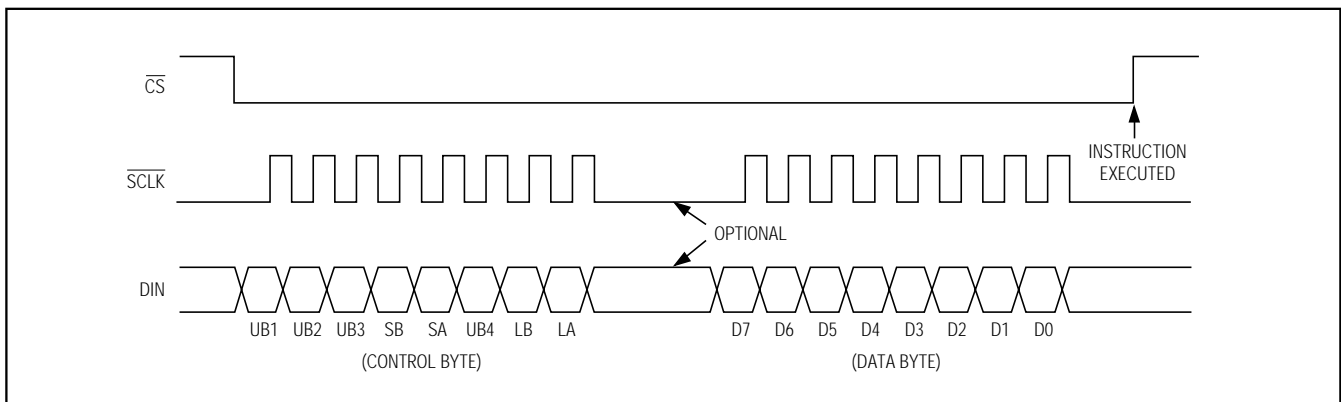 CS
INSTRUCTION
EXECUTED
SCLK
OPTIONAL
DIN
UB1 UB2 UB3 SB SA UB4 LB LA D7 D6 D5 D4 D3 D2 D1 D0
(CONTROL BYTE) (DATA BYTE)